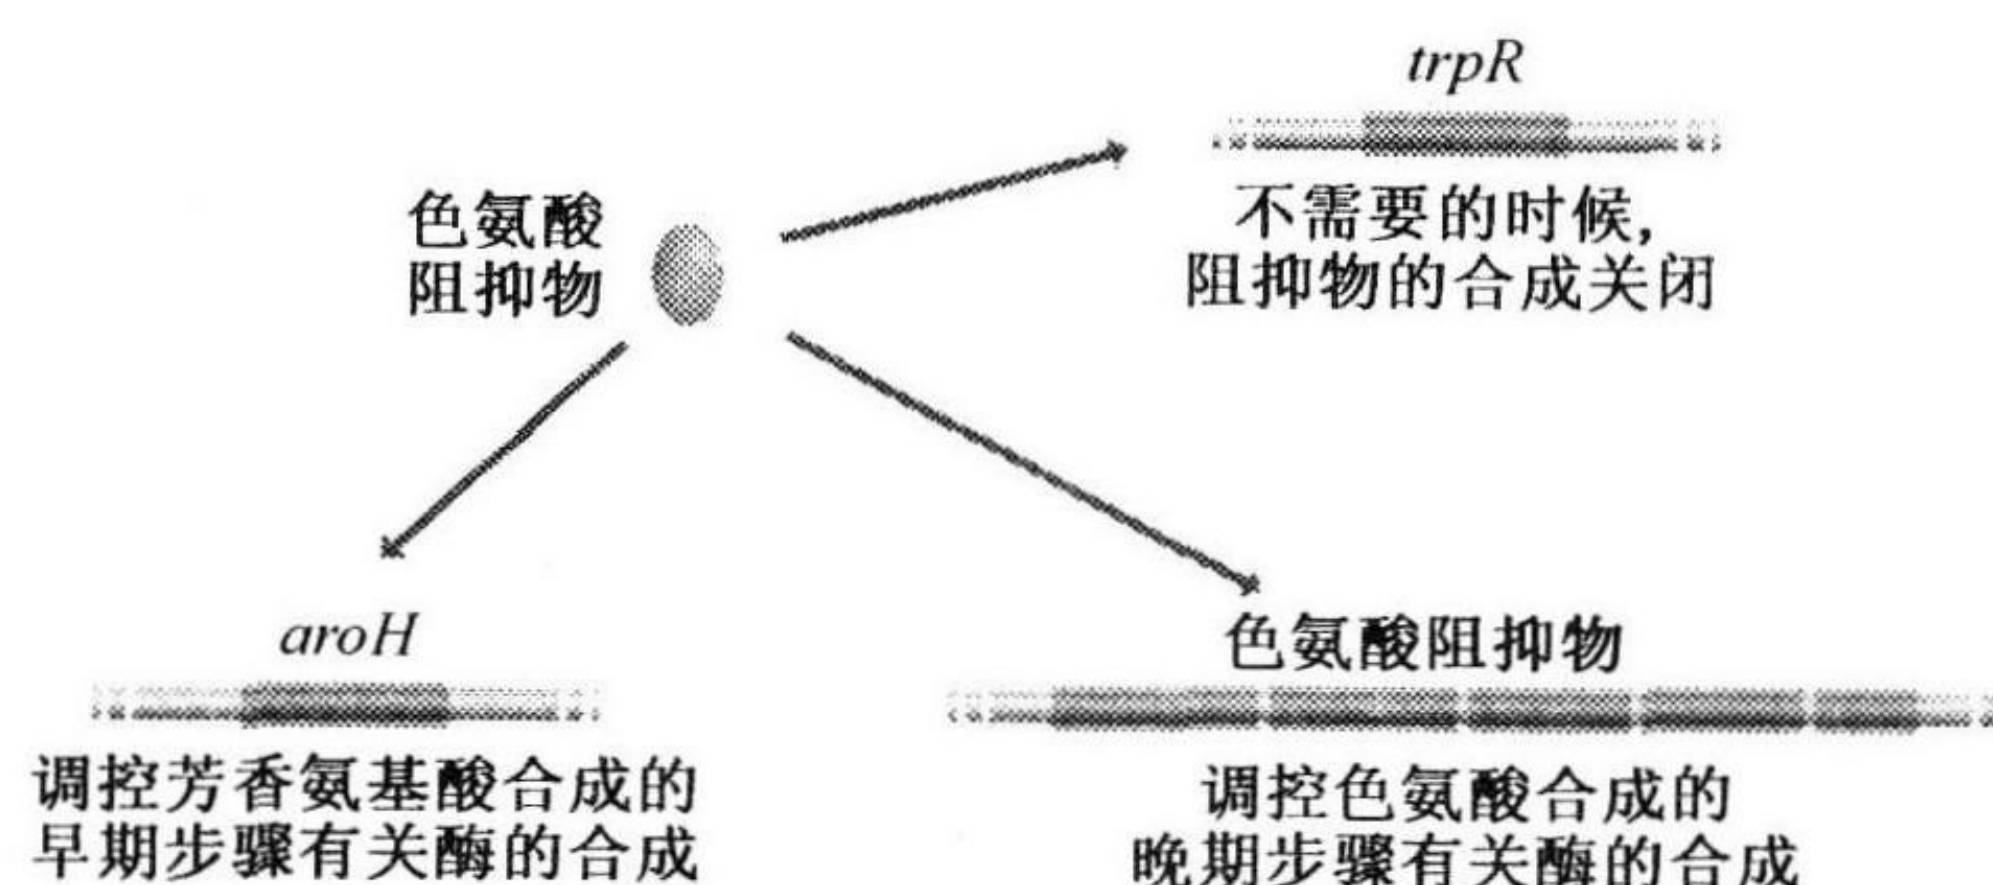 trpR
不需要的时候,
阻抑物的合成关闭
色氨酸
阻抑物
aroH
调控芳香氨基酸合成的
早期步骤有关酶的合成
色氨酸阻抑物
调控色氨酸合成的
晚期步骤有关酶的合成